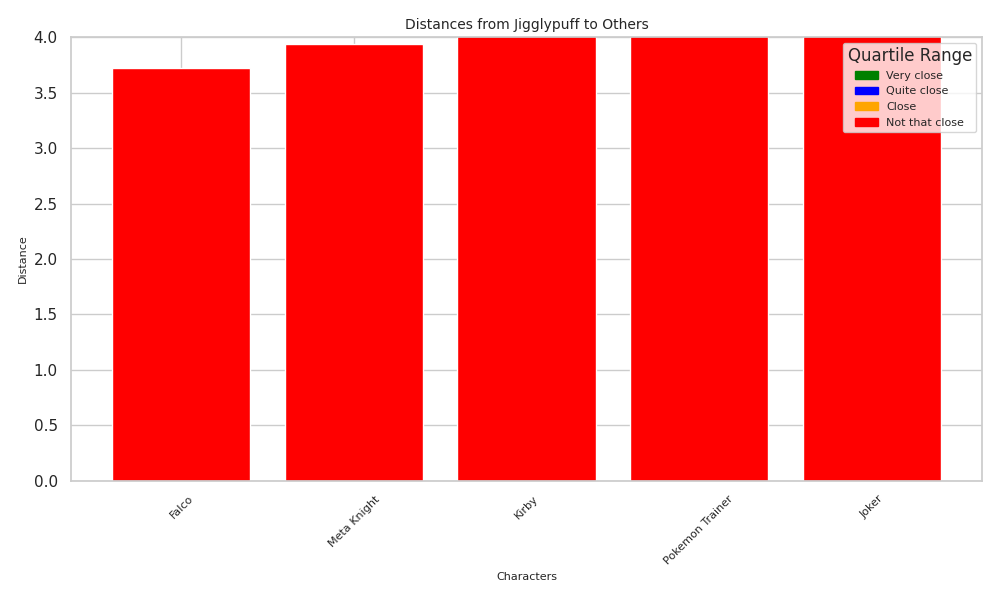 Distances from Jigglypuff to Others
Distance
4.0
3.5
3.0
2.5
2.0
1.5
1.0
0.5
0.0
Quartile Range
Very close
Quite close
Close
Not that close
Falco
Meta Knight
Kirby
Pokemon Trainer
Joker
Characters